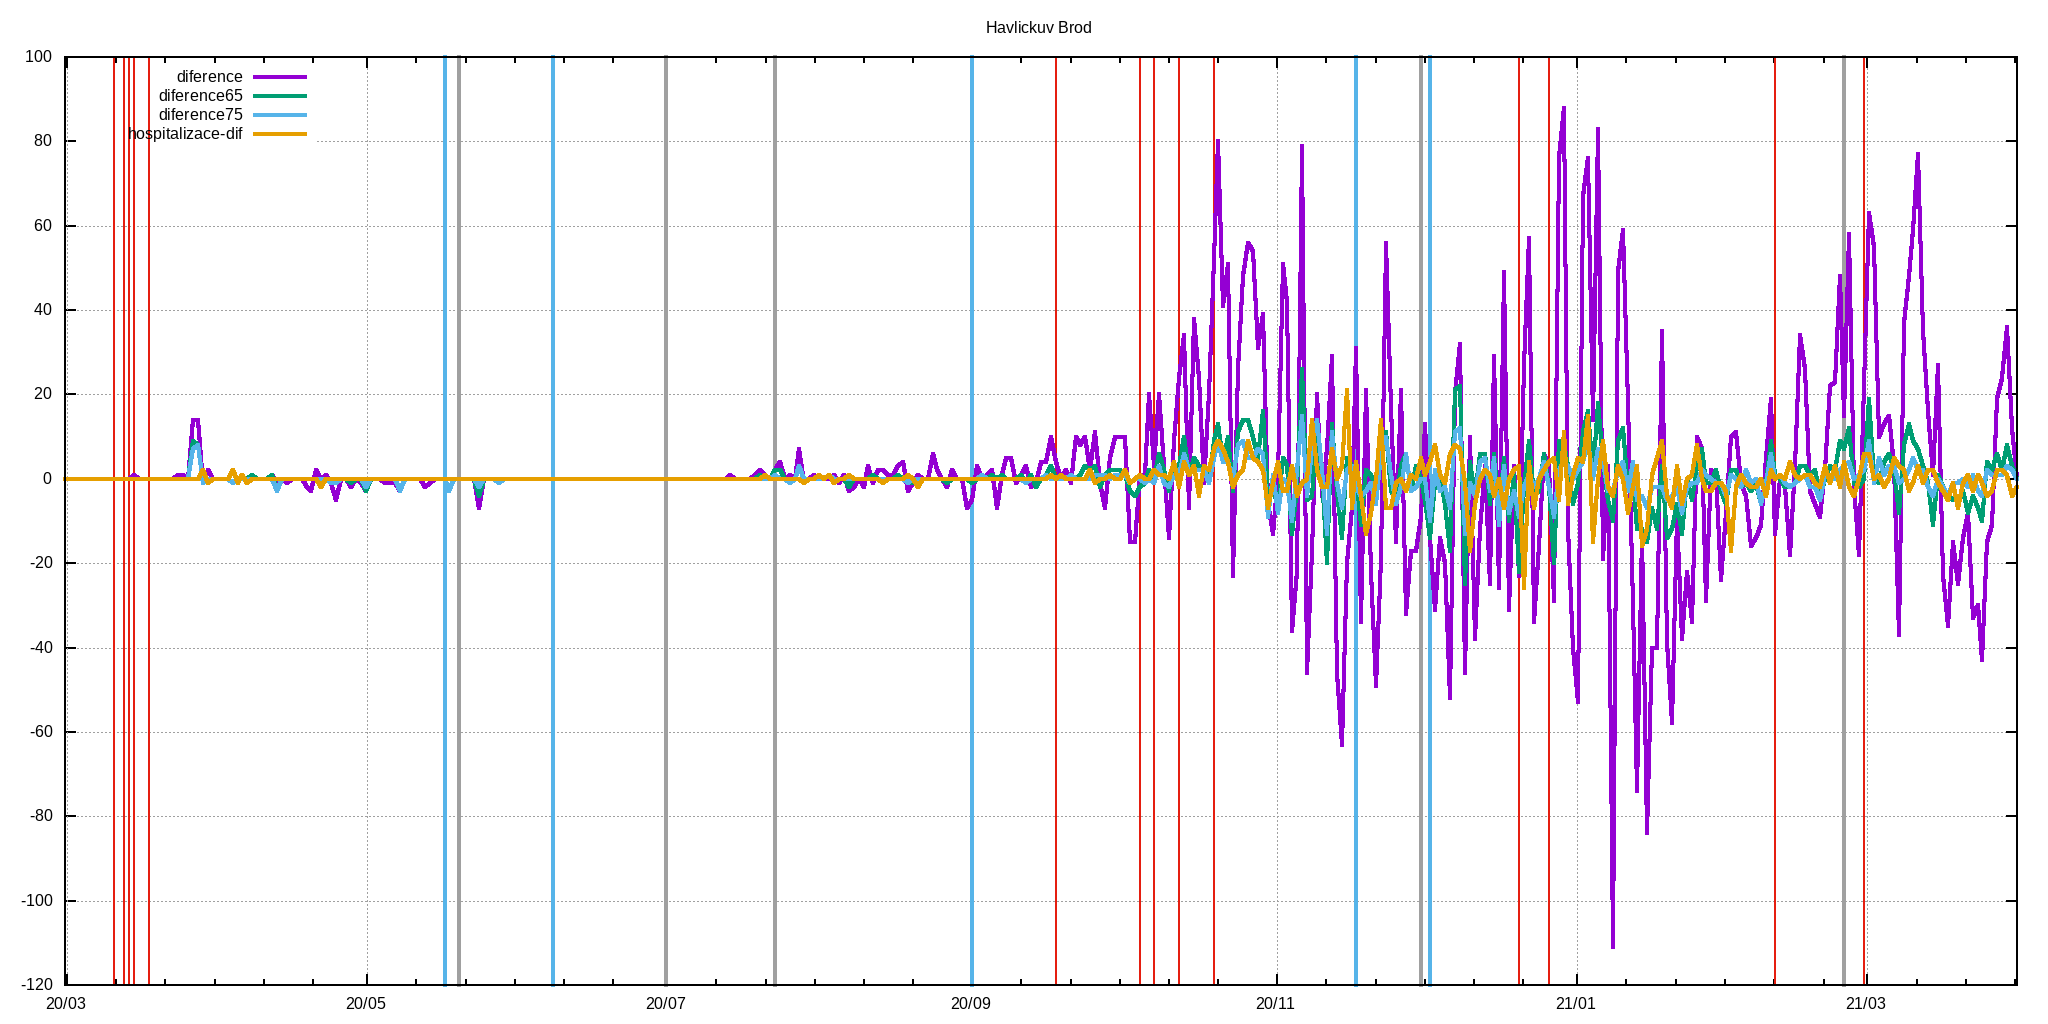 Havlickuv Brod
100
diference
diference65
diference75
hospitalizace-dif
80
60
40
20
0
-20
-40
-60
-80
-100
-120
20/03 20/05 20/07 20/09 20/11 21/01 21/03